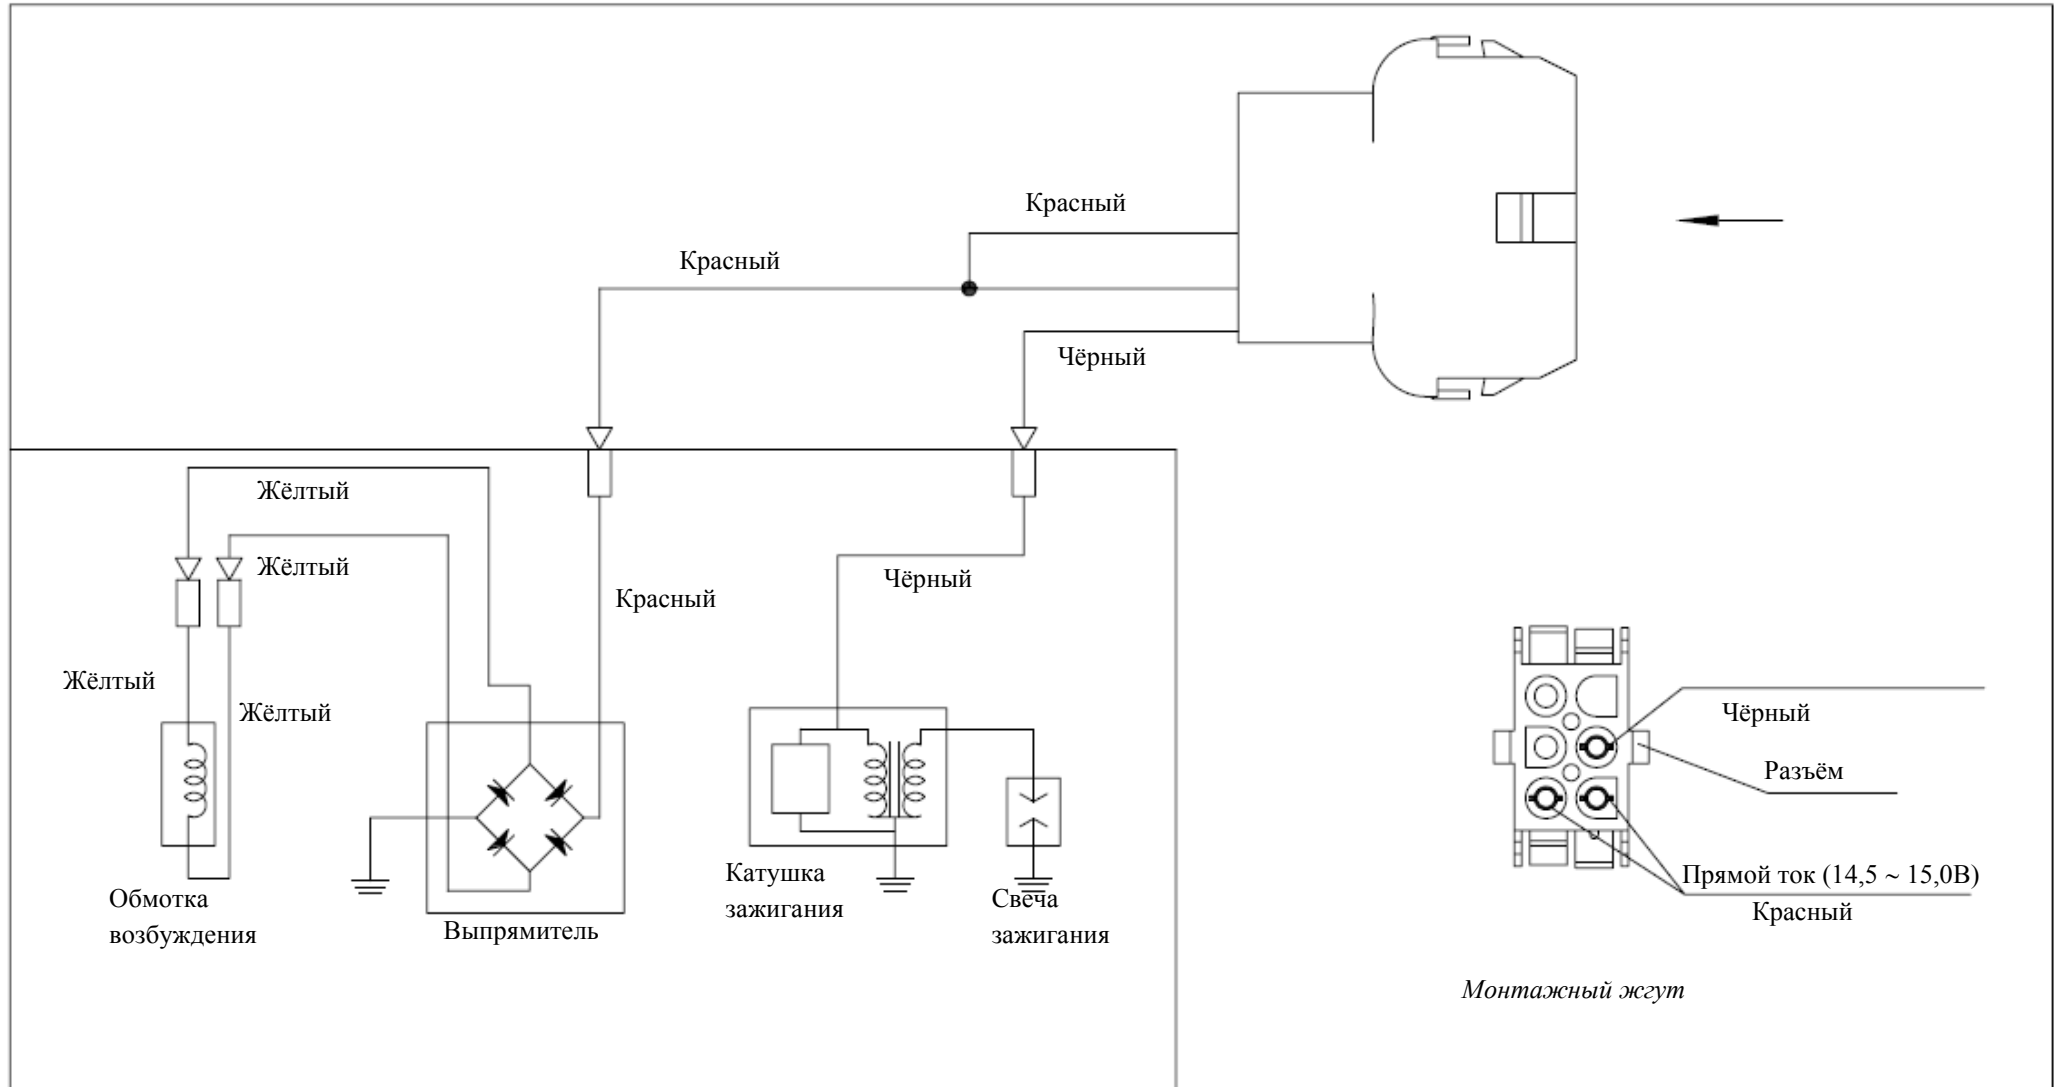 Красный
Красный
Чёрный
Жёлтый
Жёлтый
Чёрный
Красный
Жёлтый
Жёлтый
Чёрный
Разъём
Катушка
зажигания
Прямой ток (14,5 ~ 15,0В)
Обмотка
возбуждения
Свеча
зажигания
Красный
Выпрямитель
Монтажный жгут